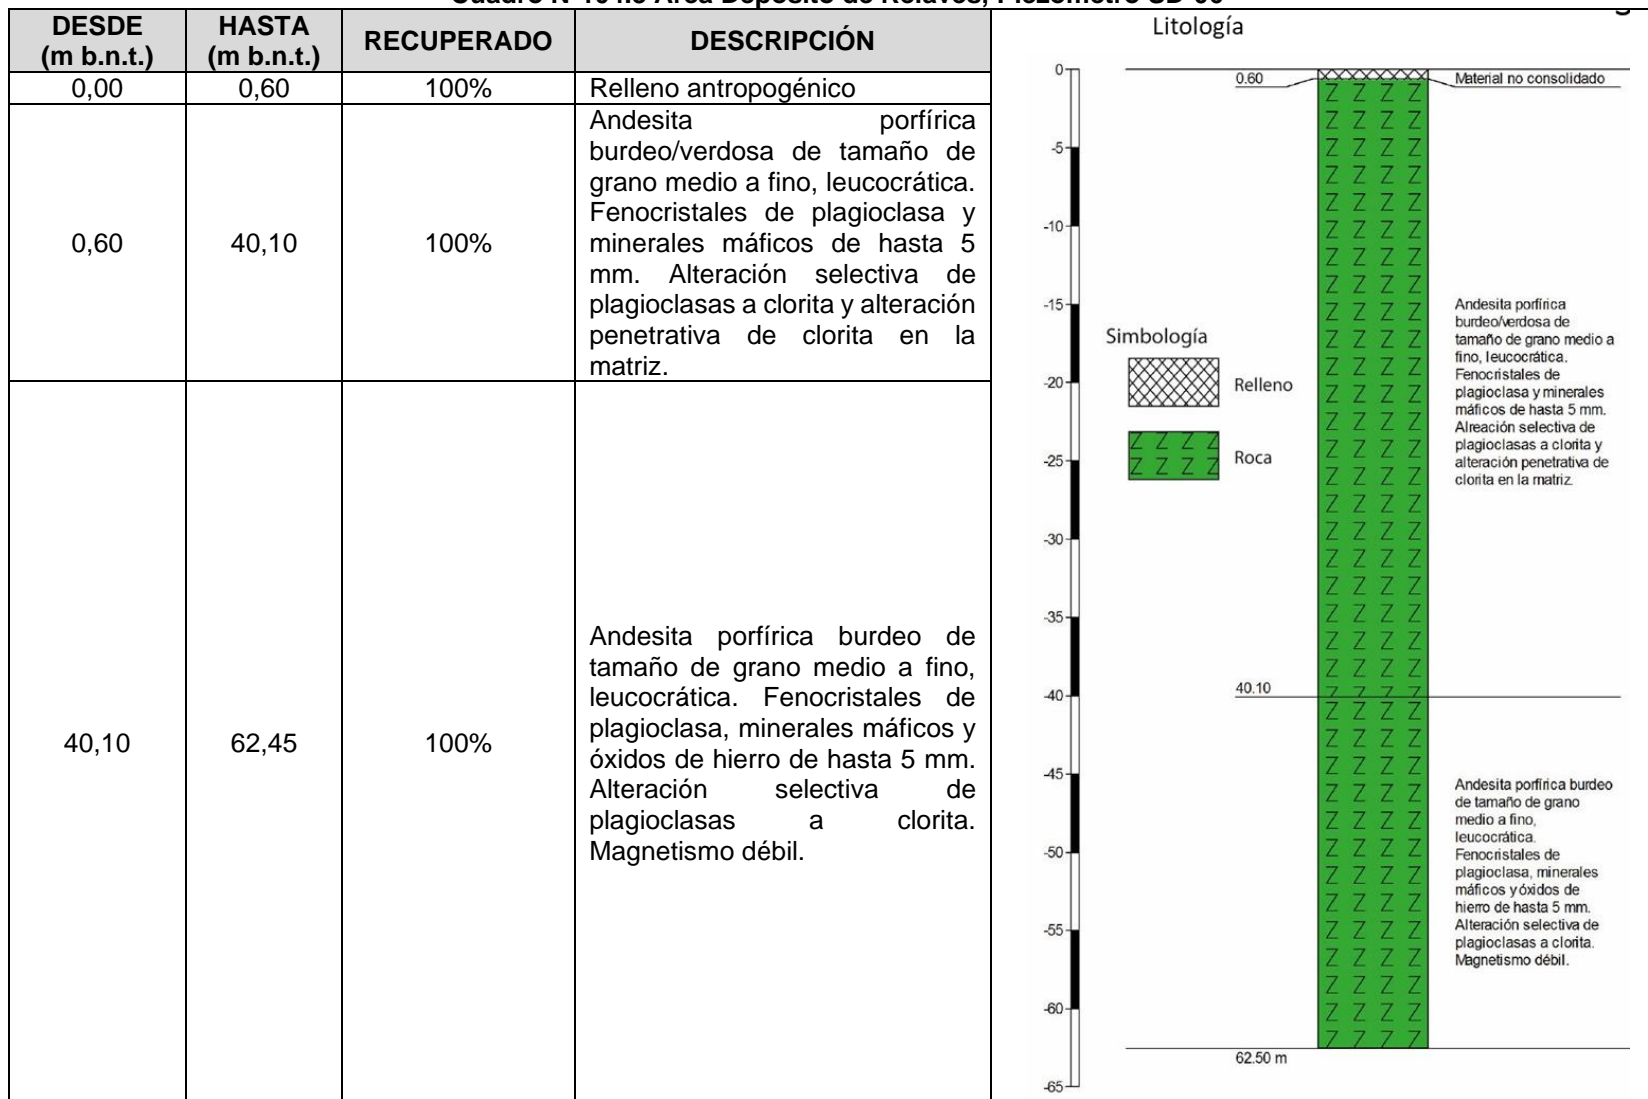 DESDE
(m b.n.t.)
HASTA
(m b.n.t.)
RECUPERADO
DESCRIPCIÓN
0,00
0,60
100%
Relleno antropogénico
0,60
40,10
100%
Andesita porfírica
burdeo/verdosa de tamaño de
grano medio a fino, leucocrática.
Fenocristales de plagioclasa y
minerales máficos de hasta 5
mm. Alteración selectiva de
plagioclasas a clorita y alteración
penetrativa de clorita en la
matriz.
40,10
62,45
100%
Andesita porfírica burdeo de
tamaño de grano medio a fino,
leucocrática. Fenocristales de
plagioclasa, minerales máficos y
óxidos de hierro de hasta 5 mm.
Alteración selectiva de
plagioclasas a clorita.
Magnetismo débil.
Litología
0
-5
-10
-15
-20
-25
-30
-35
-40
-45
-50
-55
-60
-65
Simbología
Relleno
Roca
0.60
Material no consolidado
Andesita porfírica
burdeo/verdosa de
tamaño de grano medio a
fino, leucocrática.
Fenocristales de
plagioclasa y minerales
máficos de hasta 5 mm.
Alreación selectiva de
plagioclasas a clorita y
alteración penetrativa de
clorita en la matriz.
40.10
Andesita porfírica burdeo
de tamaño de grano
medio a fino,
leucocrática.
Fenocristales de
plagioclasa, minerales
máficos y óxidos de
hierro de hasta 5 mm.
Alteración selectiva de
plagioclasas a clorita.
Magnetismo débil.
62.50 m